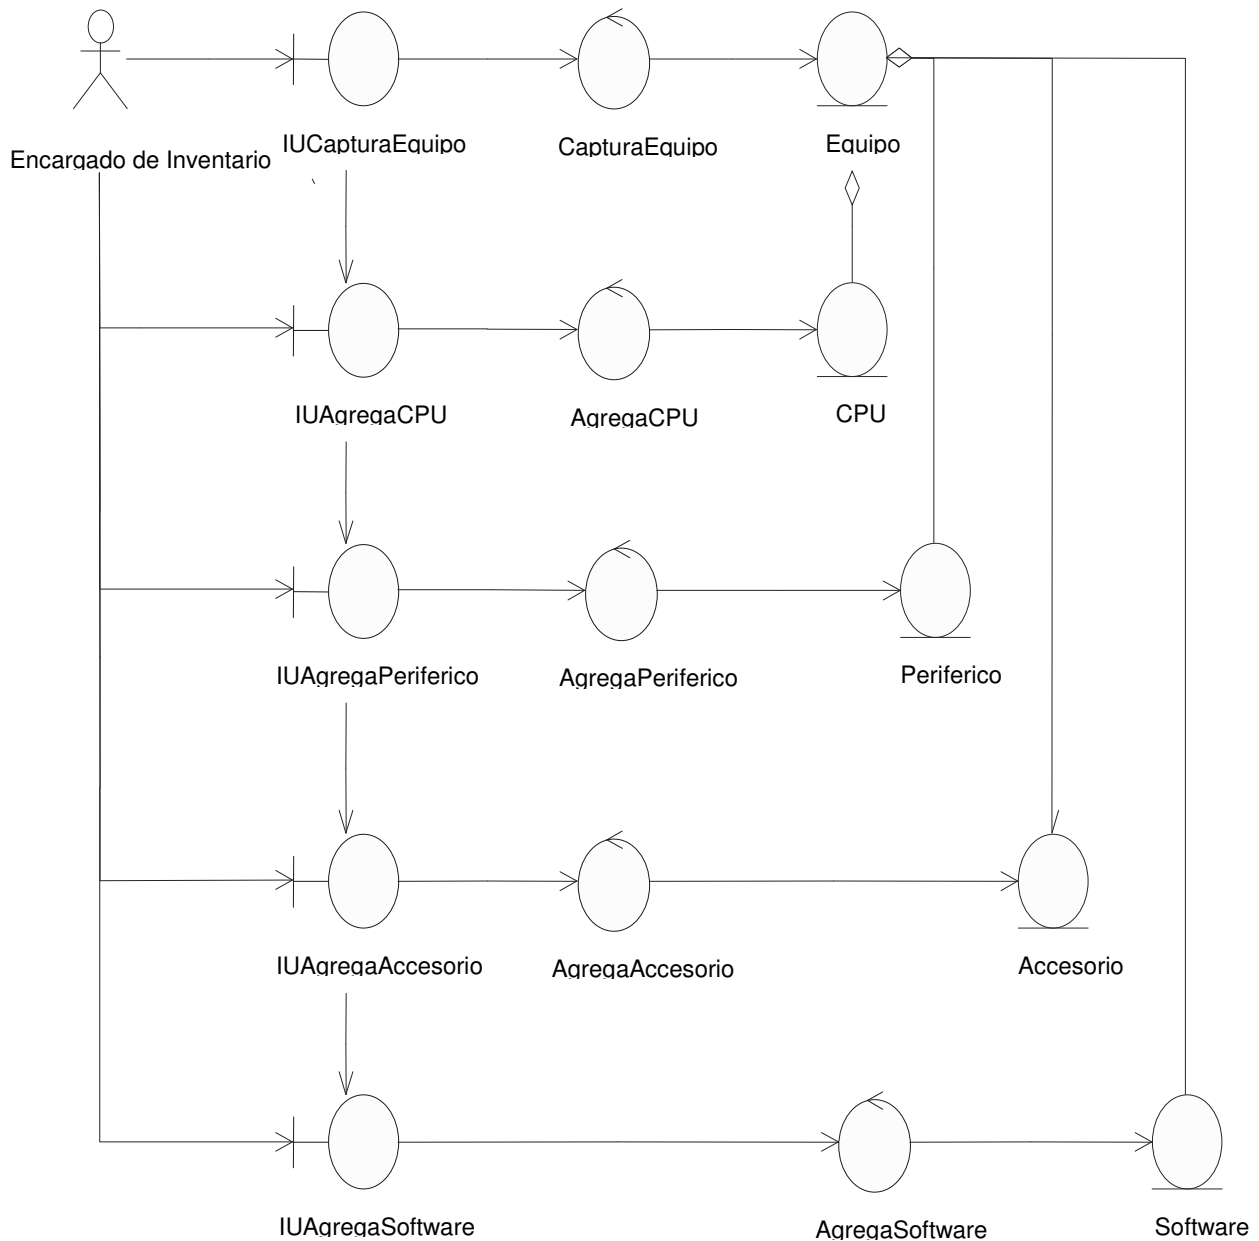 Encargado de Inventario
IUCapturaEquipo
CapturaEquipo
Equipo
IUAgregaCPU
AgregaCPU
CPU
IUAgregaPeriferico
AgregaPeriferico
Periferico
IUAgregaAccesorio
AgregaAccesorio
Accesorio
IUAgregaSoftware
AgregaSoftware
Software